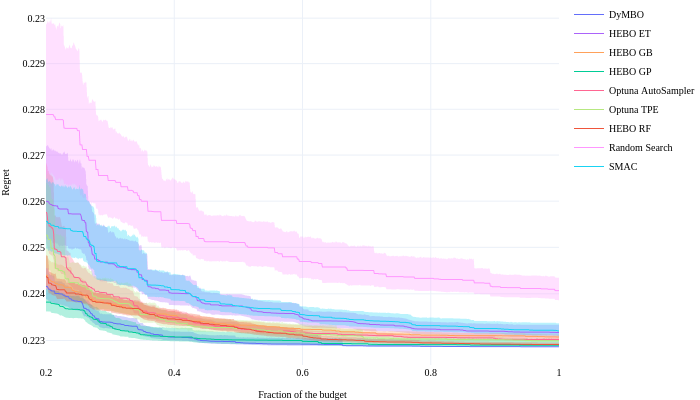 0.23
0.229
0.228
0.227
0.226
0.225
0.224
0.223
Regret
0.2
0.4
0.6
0.8
1
Fraction of the budget
DyMBO
HEBO ET
HEBO GB
HEBO GP
Optuna AutoSampler
Optuna TPE
HEBO RF
Random Search
SMAC